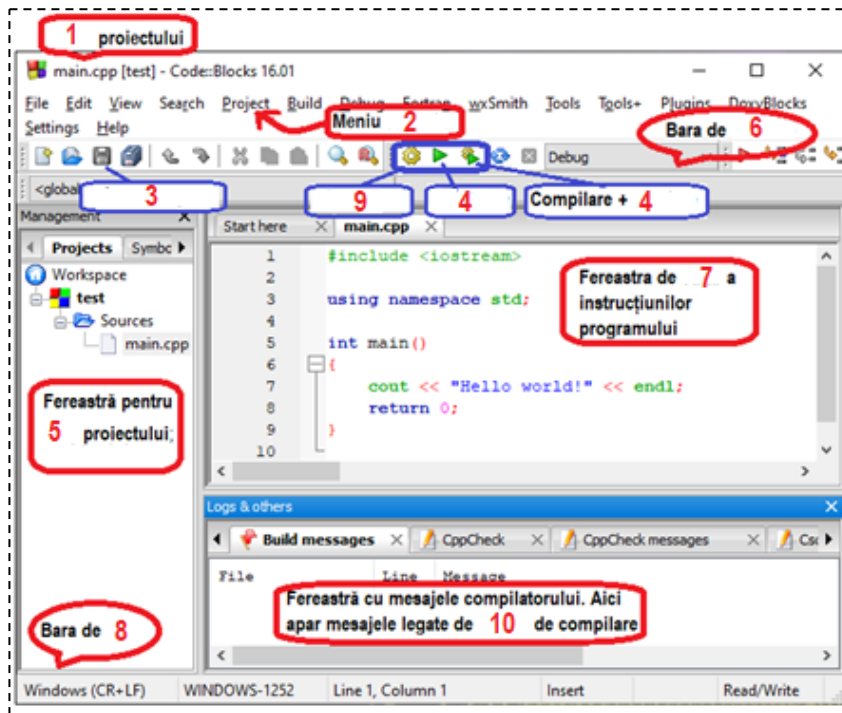 1 proiectului
main.cpp [test] - Code::Blocks 16.01
File Edit View Search Project Build Debug Fortran wxSmith Tools Tools+ Plugins DoxyBlocks
Settings Help
Meniu 2
Bara de 6
Debug
<global
3
9
4
Compilare + 4
Management
Projects Symbc
Workspace
test
Sources
main.cpp
Fereastră pentru
5 proiectului;
Start here
main.cpp
1 #include <iostream>
2
3 using namespace std;
4
5 int main()
6 {
7 cout << "Hello world!" << endl;
8 return 0;
9 }
10
Fereastra de 7 a
instrucțiunilor
programului
Logs & others
Build messages CppCheck CppCheck messages Csc
File Line Message
Fereastră cu mesajele compilatorului. Aici
apar mesajele legate de 10 de compilare
Bara de 8
Windows (CR+LF) WINDOWS-1252 Line 1, Column 1 Insert Read/Write